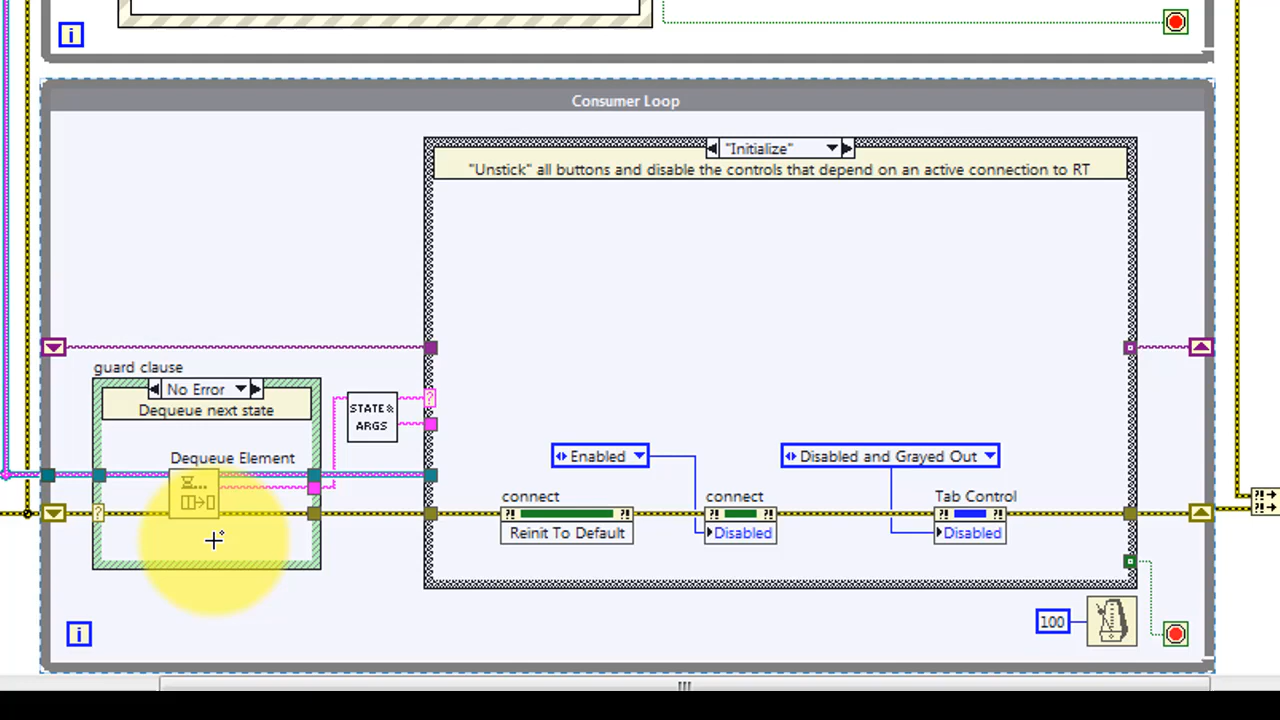 i
Consumer Loop
"Initialize"
"Unstick" all buttons and disable the controls that depend on an active connection to RT
guard clause
No Error
Dequeue next state
STATE&
ARGS
?
Dequeue Element
?
Enabled
Disabled and Grayed Out
connect
connect
Tab Control
Reinit To Default
Disabled
Disabled
100
i